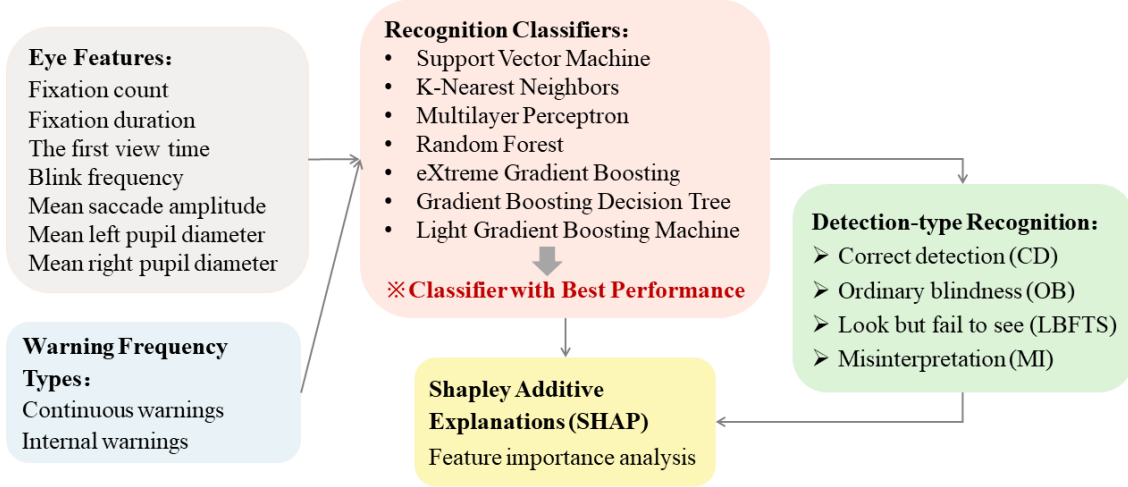 Eye Features：
Fixation count
Fixation duration
The first view time
Blink frequency
Mean saccade amplitude
Mean left pupil diameter
Mean right pupil diameter
Warning Frequency
Types：
Continuous warnings
Internal warnings
Recognition Classifiers：
• Support Vector Machine
• K-Nearest Neighbors
• Multilayer Perceptron
• Random Forest
• eXtreme Gradient Boosting
• Gradient Boosting Decision Tree
• Light Gradient Boosting Machine
※Classifier with Best Performance
Shapley Additive
Explanations (SHAP)
Feature importance analysis
Detection-type Recognition：
➢ Correct detection (CD)
➢ Ordinary blindness (OB)
➢ Look but fail to see (LBFTS)
➢ Misinterpretation (MI)